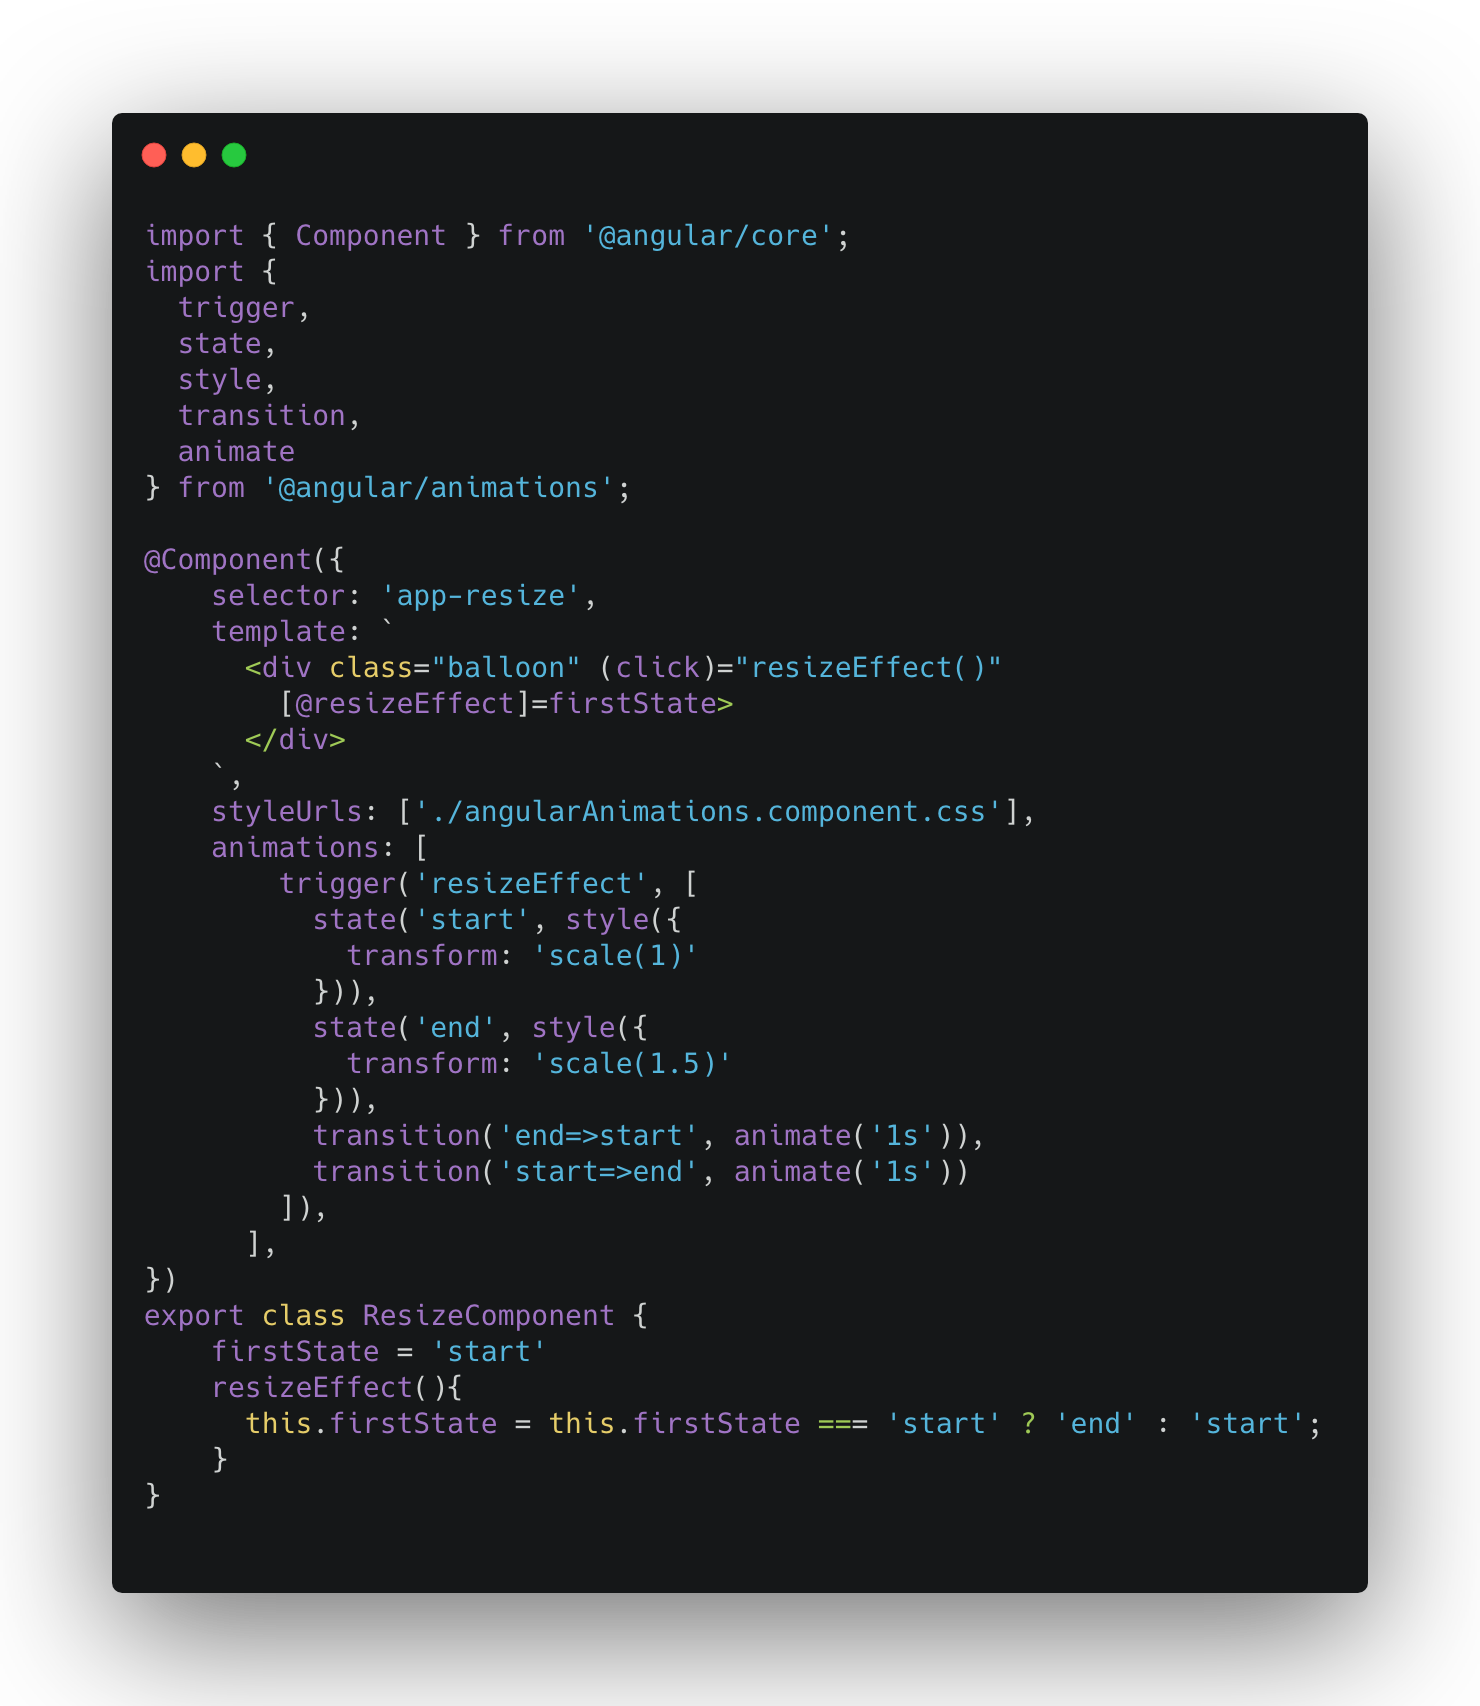 import { Component } from '@angular/core';
import {
  trigger,
  state,
  style,
  transition,
  animate
} from '@angular/animations';

@Component({
    selector: 'app-resize',
    template: `
      <div class="balloon" (click)="resizeEffect()"
        [@resizeEffect]=firstState>
      </div>
    `,
    styleUrls: ['./angularAnimations.component.css'],
    animations: [
        trigger('resizeEffect', [
          state('start', style({
            transform: 'scale(1)'
          })),
          state('end', style({
            transform: 'scale(1.5)'
          })),
          transition('end=>start', animate('1s')),
          transition('start=>end', animate('1s'))
        ]),
      ],
})
export class ResizeComponent {
    firstState = 'start'
    resizeEffect(){
      this.firstState = this.firstState === 'start' ? 'end' : 'start';
    }
}